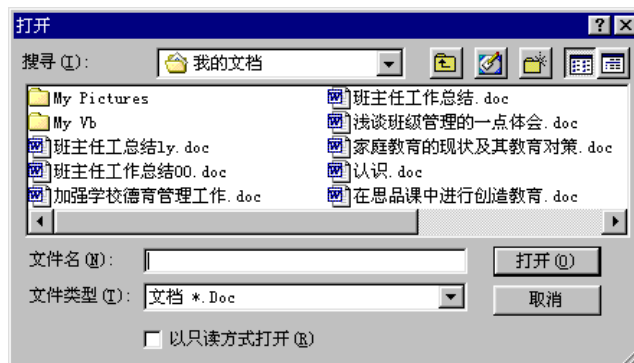 打开
搜寻(I): 我的文档
My Pictures
My Vb
班主任工总结ly.doc
班主任工作总结00.doc
加强学校德育管理工作.doc
班主任工作总结.doc
浅谈班级管理的一点体会.doc
家庭教育的现状及其教育对策.doc
认识.doc
在思品课中进行创造教育.doc
文件名(N): 打开(O)
文件类型(T): 文档 *.Doc 取消
以只读方式打开(R)